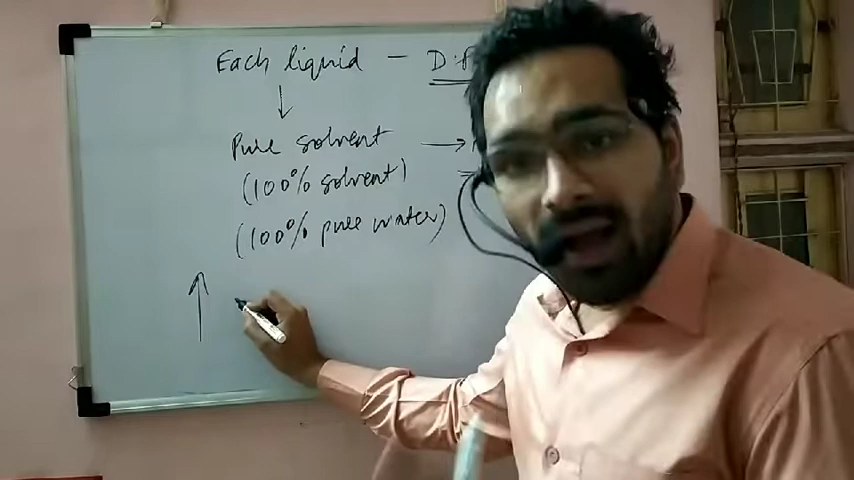 Each liquid -
Pure solvent →
(100% solvent)
(100% pure water)